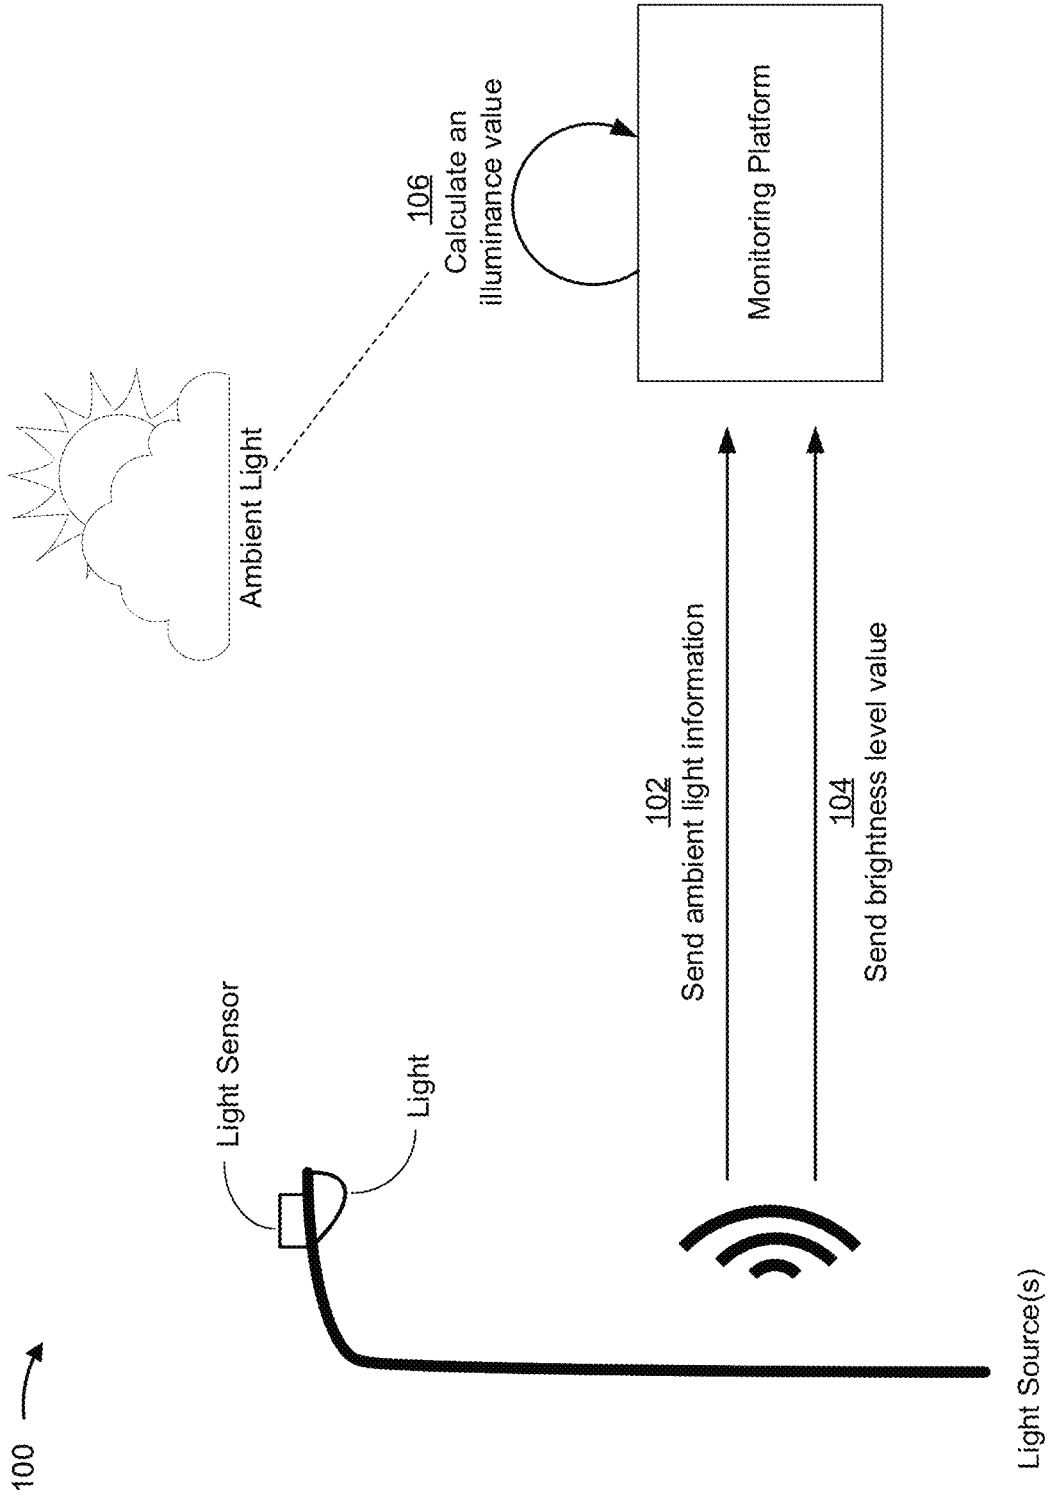 100
Light Sensor
Light
Ambient Light
106
Calculate an
illuminance value
102
Send ambient light information
104
Send brightness level value
Monitoring Platform
Light Source(s)